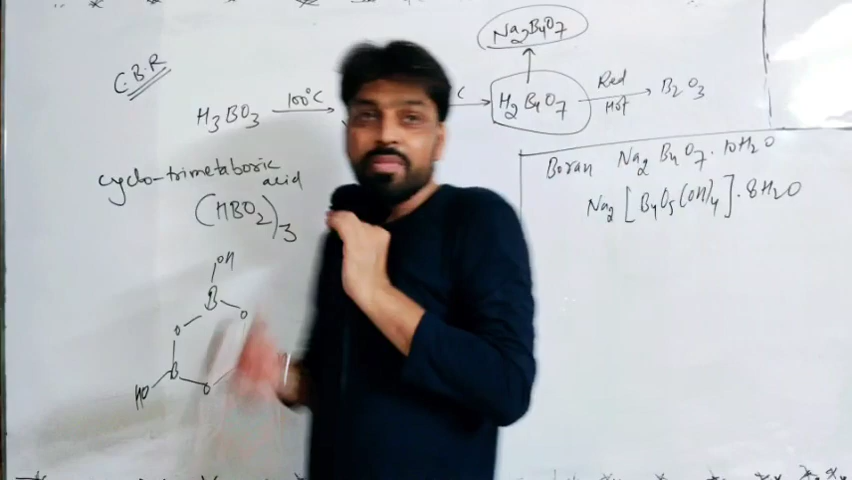 Na2B4O7
C.B.R
H3BO3 100°C C H2B4O7 Red Hot B2O3
cyclo-trimetaboric acid
(HBO2)3
Boran Na2B4O7.10H2O
Na2[B4O5(OH)4].8H2O
OH
B
O O
B
HO O